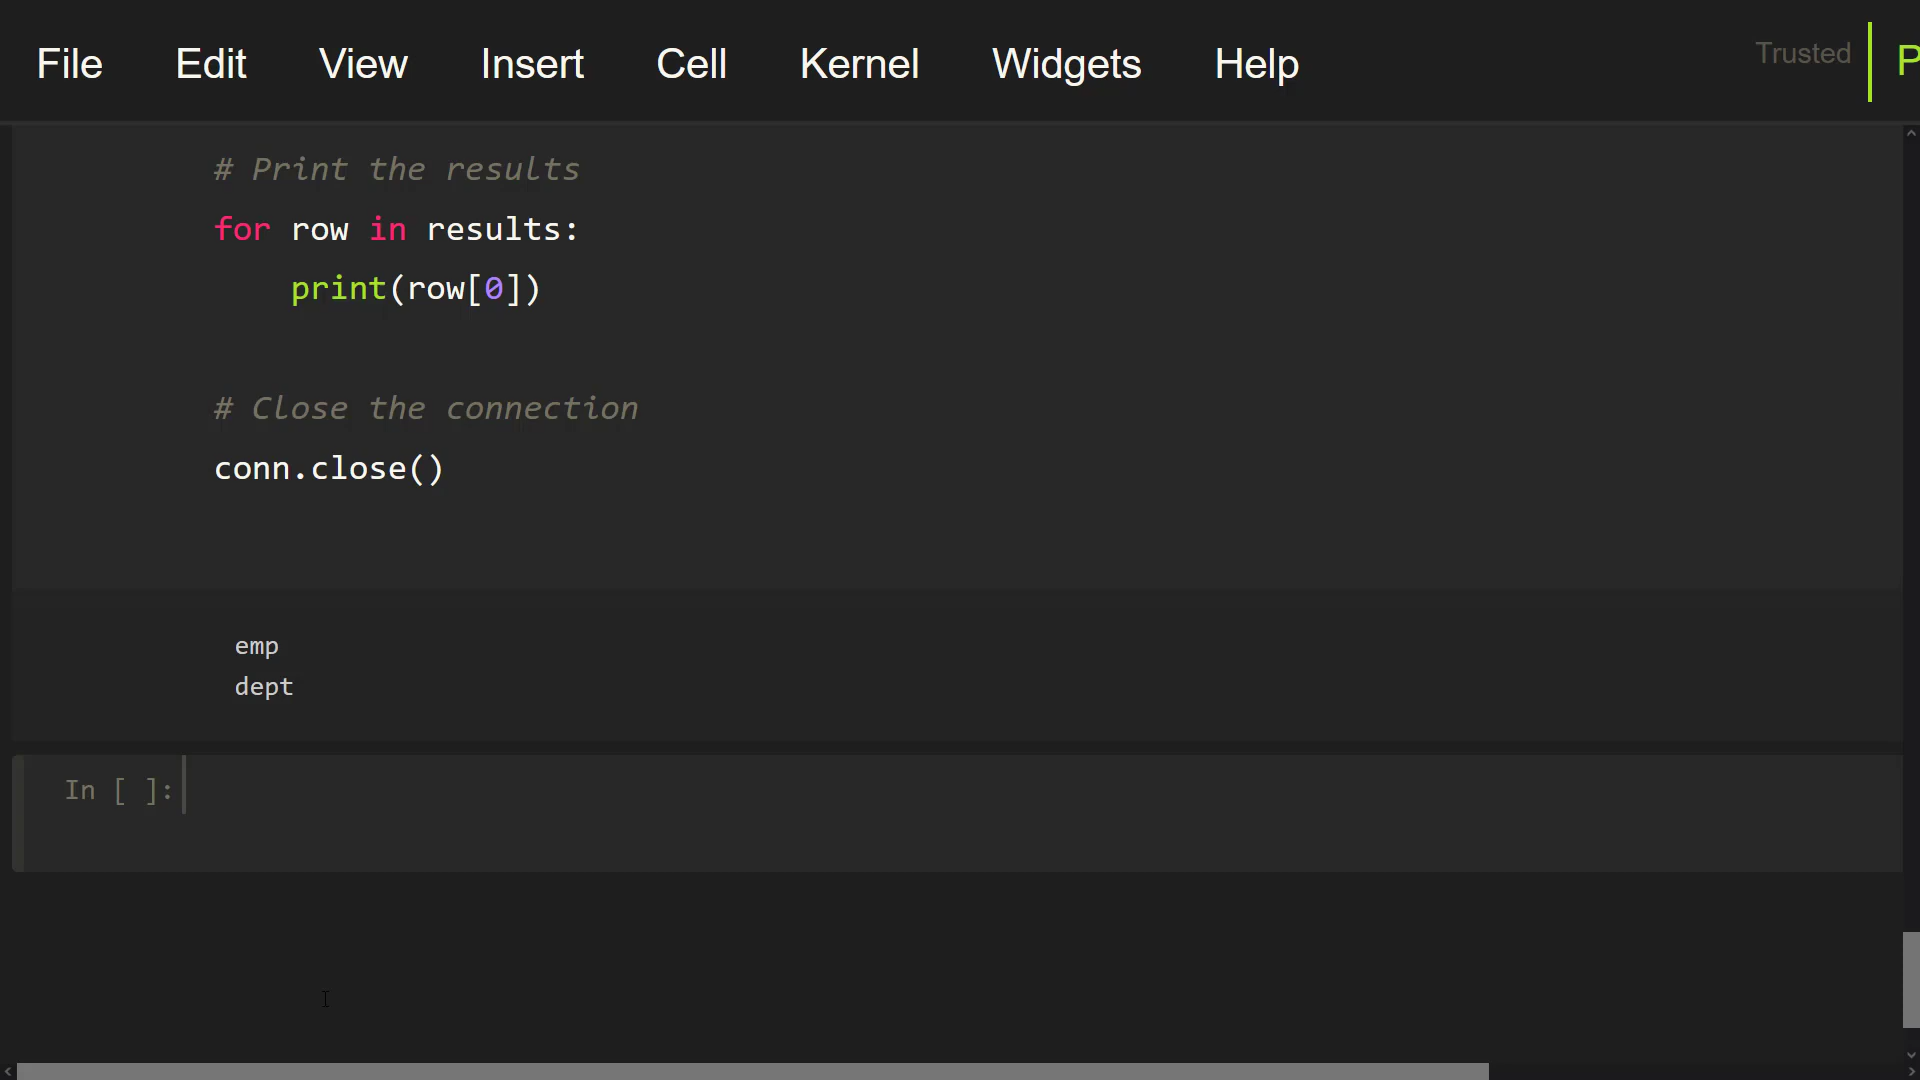 File Edit View Insert Cell Kernel Widgets Help Trusted P
# Print the results
for row in results:
    print(row[0])
# Close the connection
conn.close()
emp
dept
In [ ]: